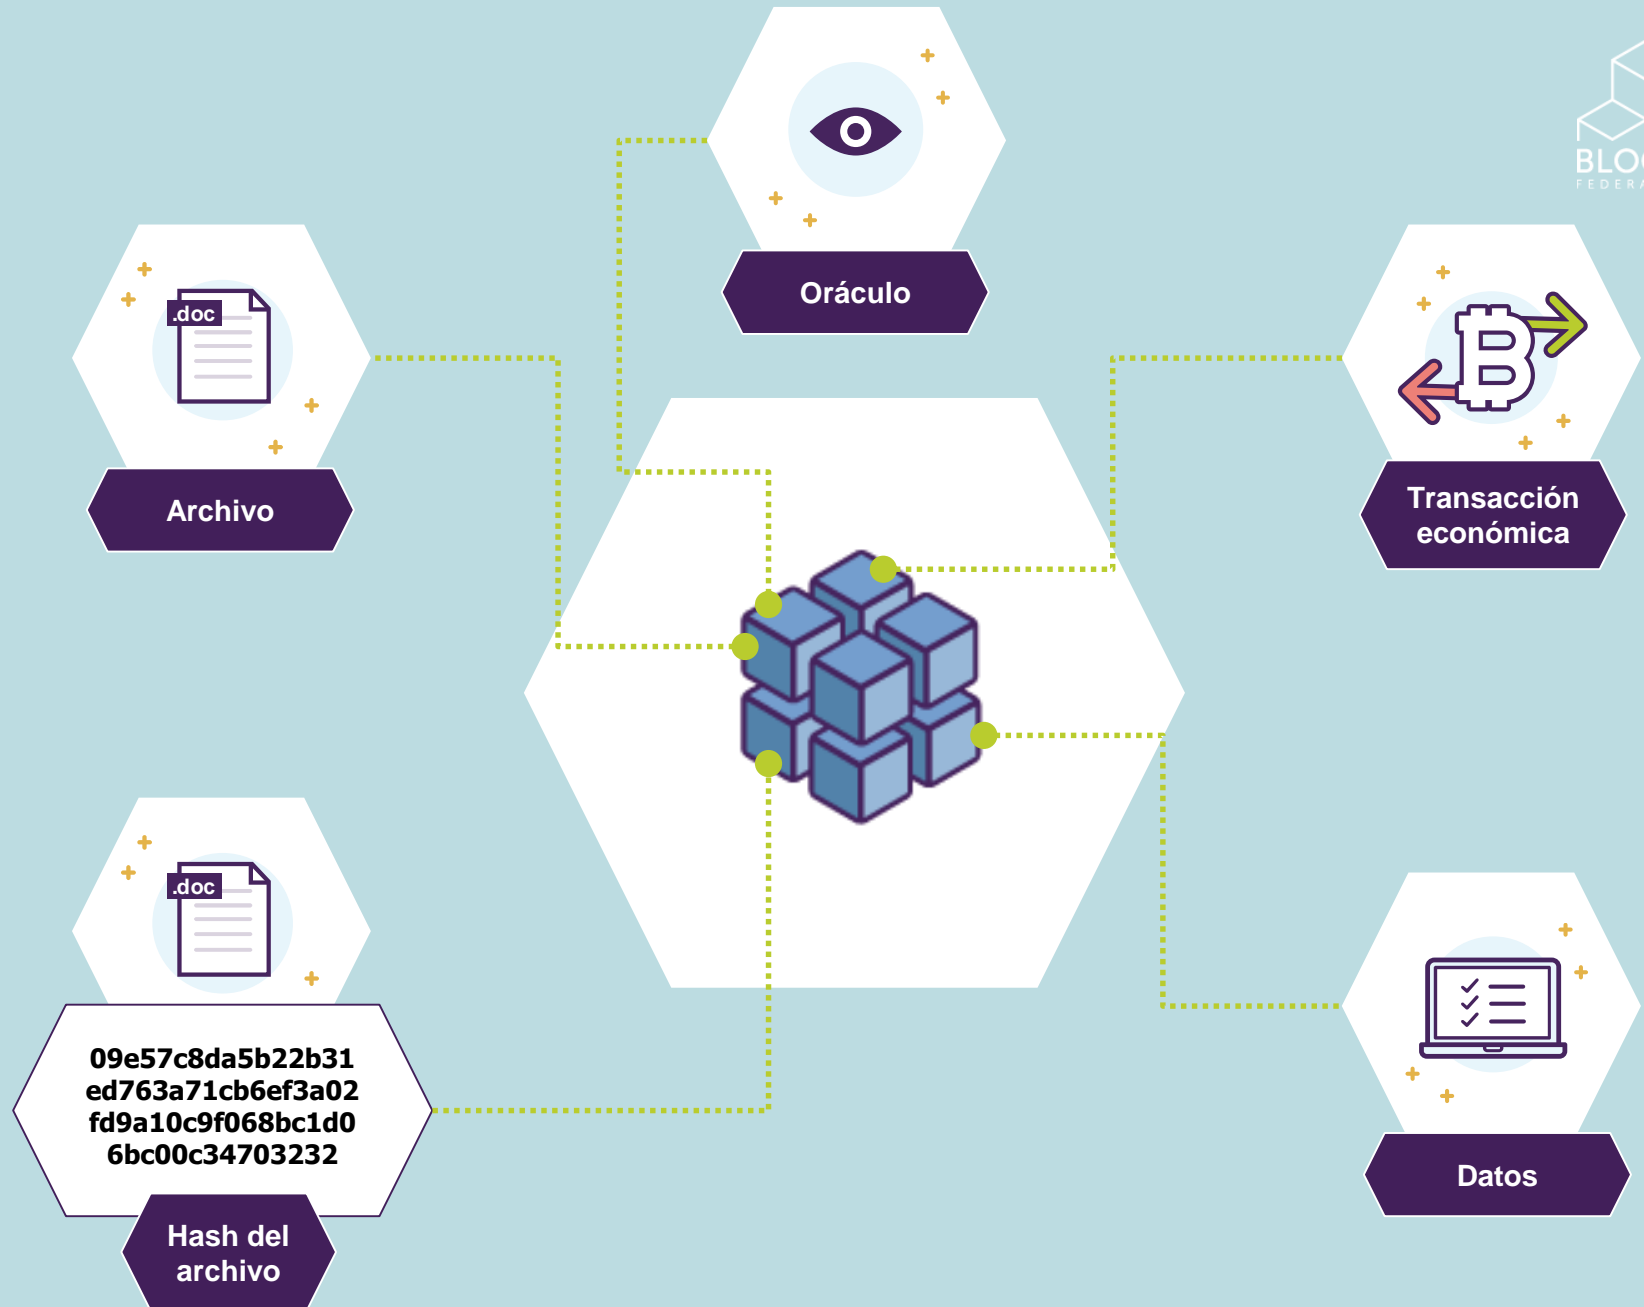 Oráculo
.doc
Archivo
Transacción
económica
.doc
09e57c8da5b22b31
ed763a71cb6ef3a02
fd9a10c9f068bc1d0
6bc00c34703232
Hash del
archivo
Datos